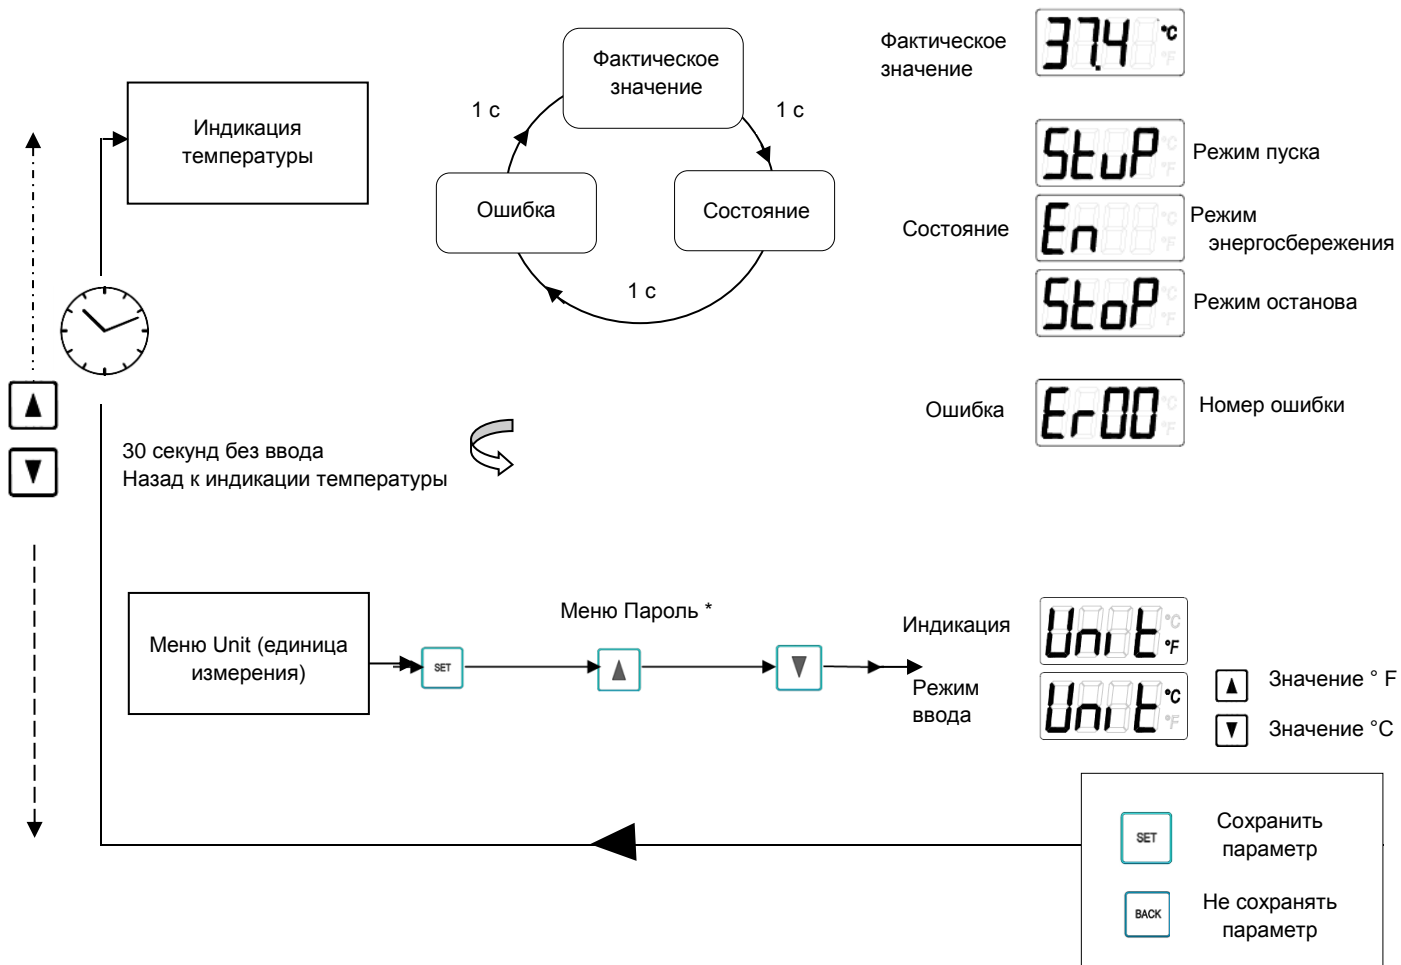 Индикация
температуры
Фактическое
значение
1 с
1 с
Ошибка
Состояние
1 с
Фактическое
значение
37.4 °C
°F
StuP °C
°F
Режим пуска
Состояние
En °C
°F
Режим
энергосбережения
StoP °C
°F
Режим останова
Ошибка
Er00 °C
°F
Номер ошибки
30 секунд без ввода
Назад к индикации температуры
Меню Unit (единица
измерения)
SET
Меню Пароль *
Индикация
Режим
ввода
Unit °C
°F
Unit °C
°F
Значение ° F
Значение °C
SET
Сохранить
параметр
BACK
Не сохранять
параметр